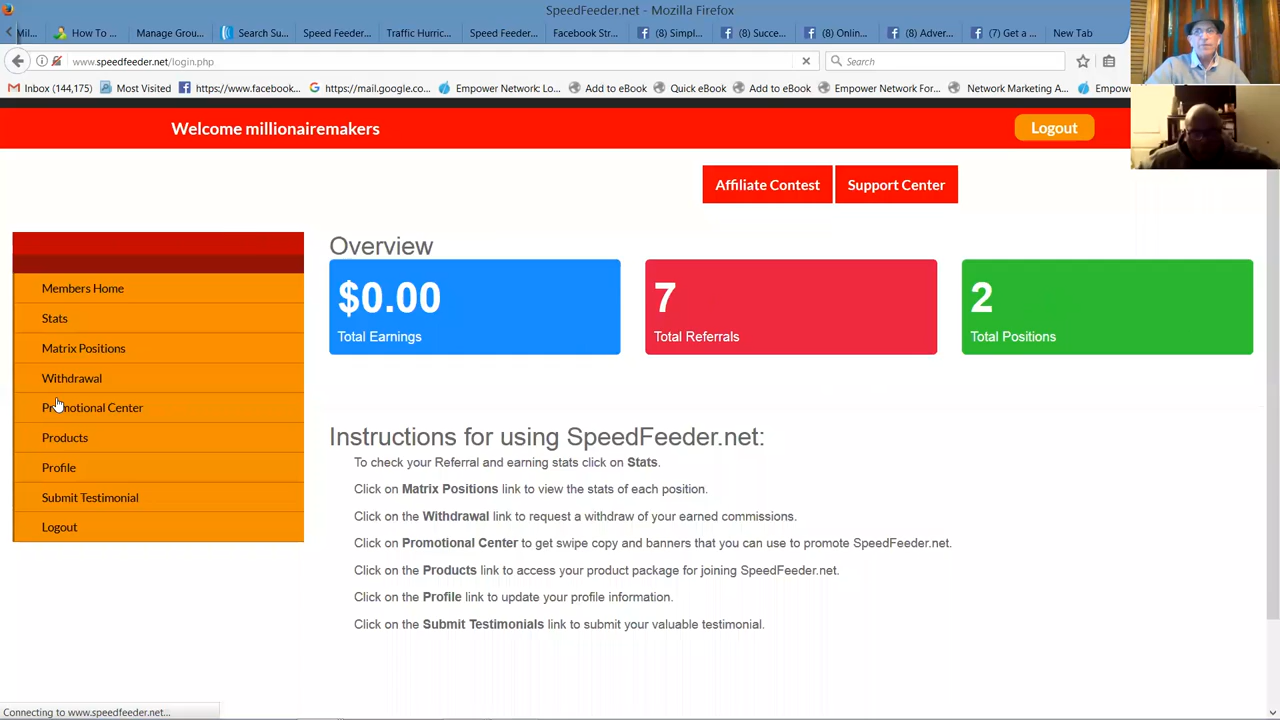 SpeedFeeder.net - Mozilla Firefox
Mil... How To ... Manage Grou... Search Su... Speed Feeder... Traffic Hurric... Speed Feeder... Facebook Stra... (8) Simpl... (8) Succe... (8) Onlin... (8) Adver... (7) Get a ... New Tab
www.speedfeeder.net/login.php Search
Inbox (144,175) Most Visited https://www.facebook... https://mail.google.co... Empower Network: Lo... Add to eBook Quick eBook Add to eBook Empower Network For... Network Marketing A... Empowe
Welcome millionairemakers Logout
Affiliate Contest Support Center
Members Home
Stats
Matrix Positions
Withdrawal
Promotional Center
Products
Profile
Submit Testimonial
Logout
Overview
$0.00 7 2
Total Earnings Total Referrals Total Positions
Instructions for using SpeedFeeder.net:
To check your Referral and earning stats click on Stats.
Click on Matrix Positions link to view the stats of each position.
Click on the Withdrawal link to request a withdraw of your earned commissions.
Click on Promotional Center to get swipe copy and banners that you can use to promote SpeedFeeder.net.
Click on the Products link to access your product package for joining SpeedFeeder.net.
Click on the Profile link to update your profile information.
Click on the Submit Testimonials link to submit your valuable testimonial.
Connecting to www.speedfeeder.net...